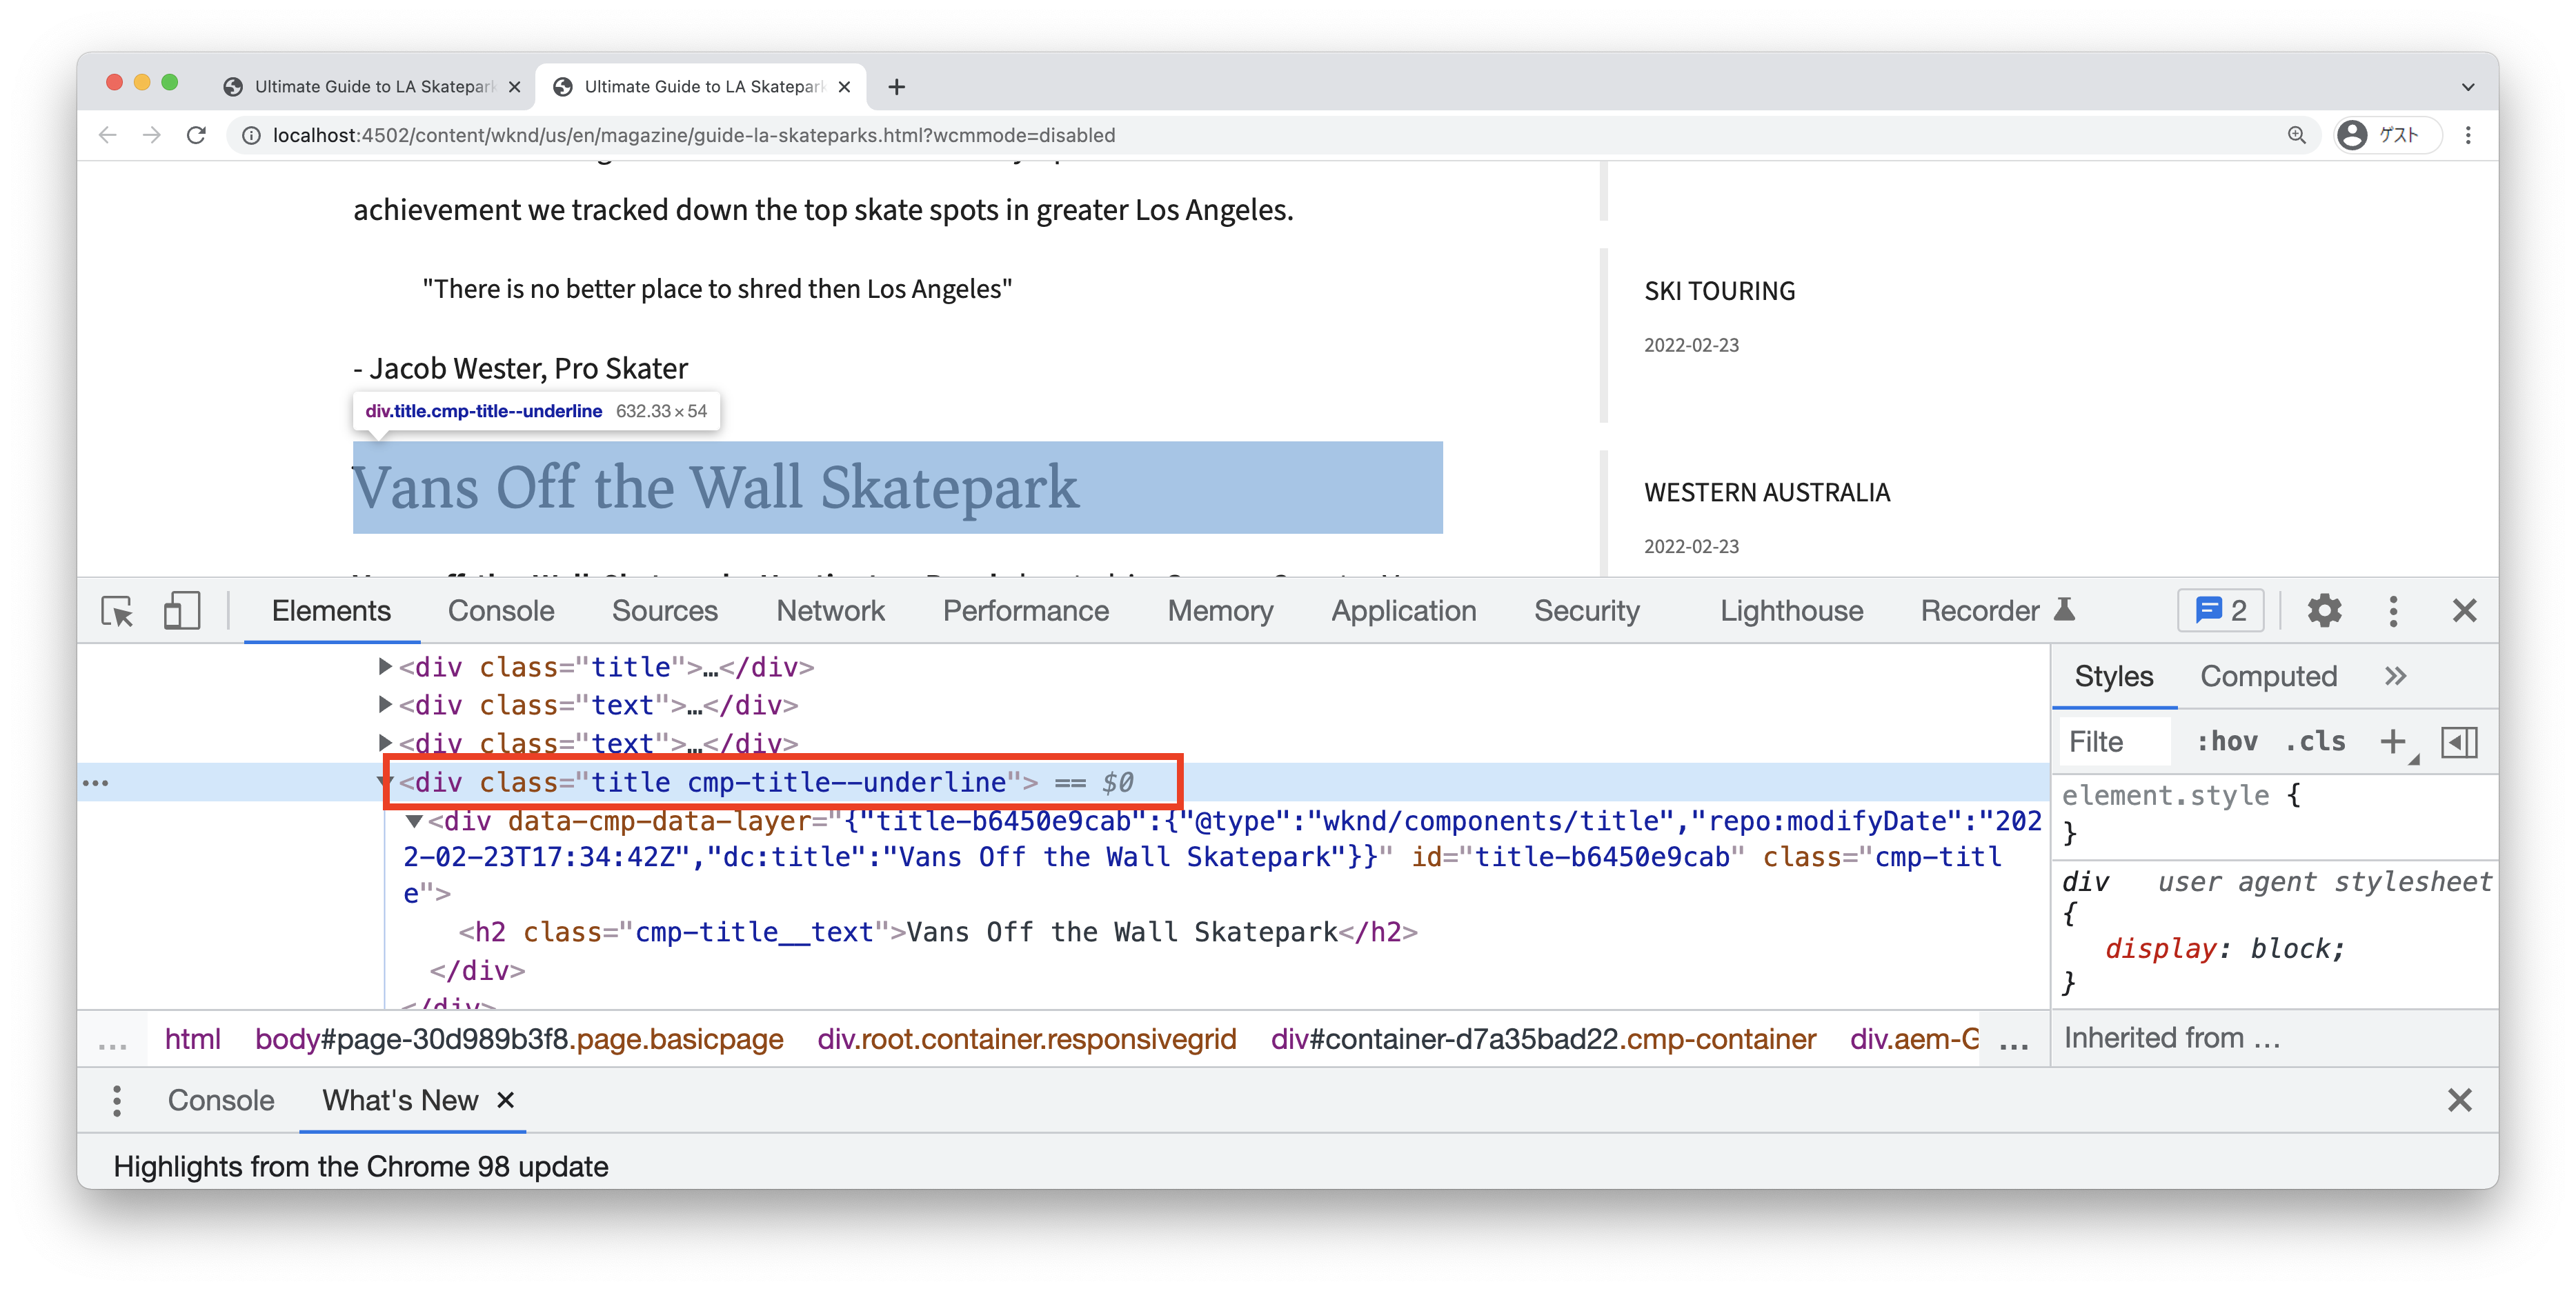 Ultimate Guide to LA Skatepark
Ultimate Guide to LA Skatepark
localhost:4502/content/wknd/us/en/magazine/guide-la-skateparks.html?wcmmode=disabled
ゲスト
achievement we tracked down the top skate spots in greater Los Angeles.
"There is no better place to shred then Los Angeles"
- Jacob Wester, Pro Skater
div.title.cmp-title--underline 632.33 × 54
Vans Off the Wall Skatepark
SKI TOURING
2022-02-23
WESTERN AUSTRALIA
2022-02-23
Elements Console Sources Network Performance Memory Application Security Lighthouse Recorder 2
<div class="title">…</div>
<div class="text">…</div>
<div class="text">…</div>
<div class="title cmp-title--underline"> == $0
<div data-cmp-data-layer="{"title-b6450e9cab":{"@type":"wknd/components/title","repo:modifyDate":"202
2-02-23T17:34:42Z","dc:title":"Vans Off the Wall Skatepark"}}" id="title-b6450e9cab" class="cmp-titl
e">
<h2 class="cmp-title__text">Vans Off the Wall Skatepark</h2>
</div>
</div>
... html body#page-30d989b3f8.page.basicpage div.root.container.responsivegrid div#container-d7a35bad22.cmp-container div.aem-G ...
Styles Computed »
Filte :hov .cls +
element.style {
}
div user agent stylesheet
{
display: block;
}
Inherited from …
Console What's New
Highlights from the Chrome 98 update